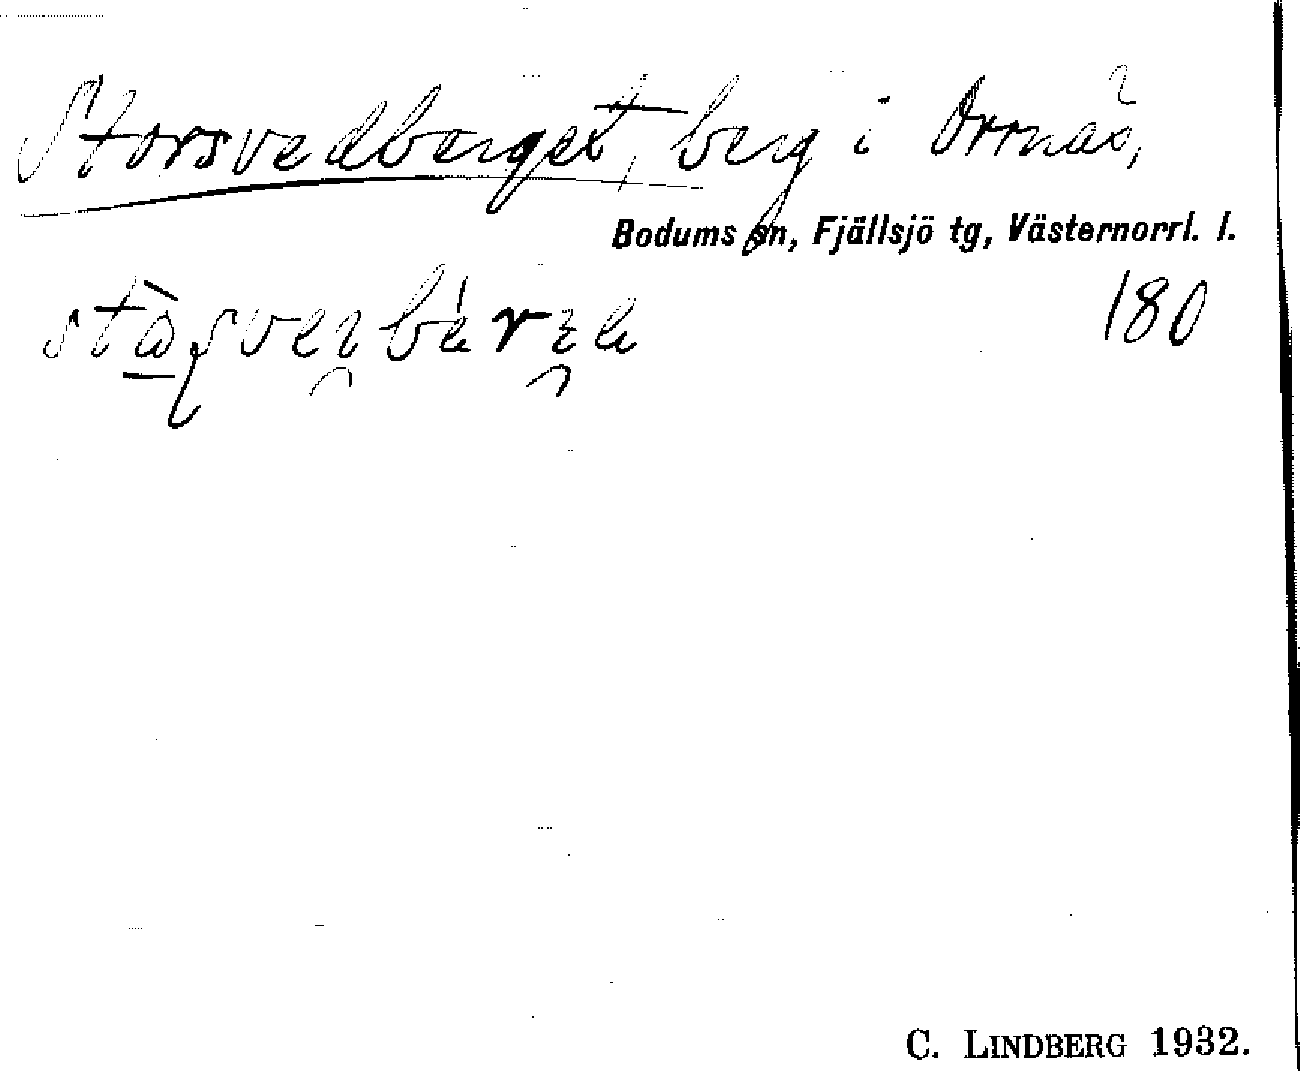 Storsvedberget, berg i Ormnäs,
Bodums sn, Fjällsjö tg, Västernorrl. l.
180
C. LINDBERG 1932.